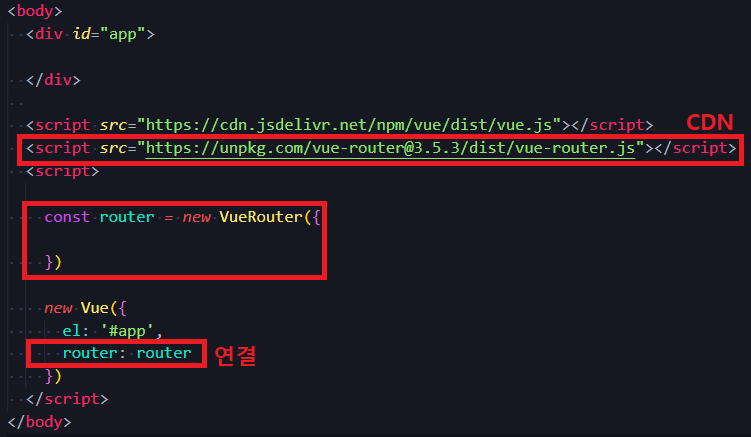 <body>
<div id="app">
</div>
<script src="https://cdn.jsdelivr.net/npm/vue/dist/vue.js"></script> CDN
<script src="https://unpkg.com/vue-router@3.5.3/dist/vue-router.js"></script>
<script>
const router = new VueRouter({
})
new Vue({
el: '#app',
router: router 연결
})
</script>
</body>